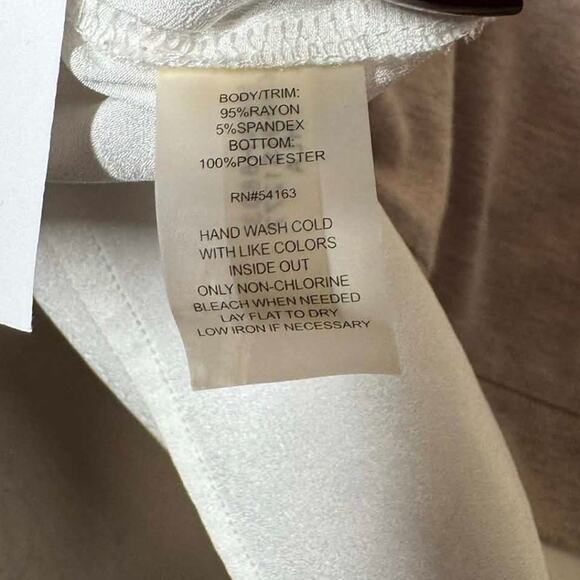 BODY/TRIM:
95%RAYON
5%SPANDEX
BOTTOM:
100%POLYESTER
RN#54163
HAND WASH COLD
WITH LIKE COLORS
INSIDE OUT
ONLY NON-CHLORINE
BLEACH WHEN NEEDED
LAY FLAT TO DRY
LOW IRON IF NECESSARY